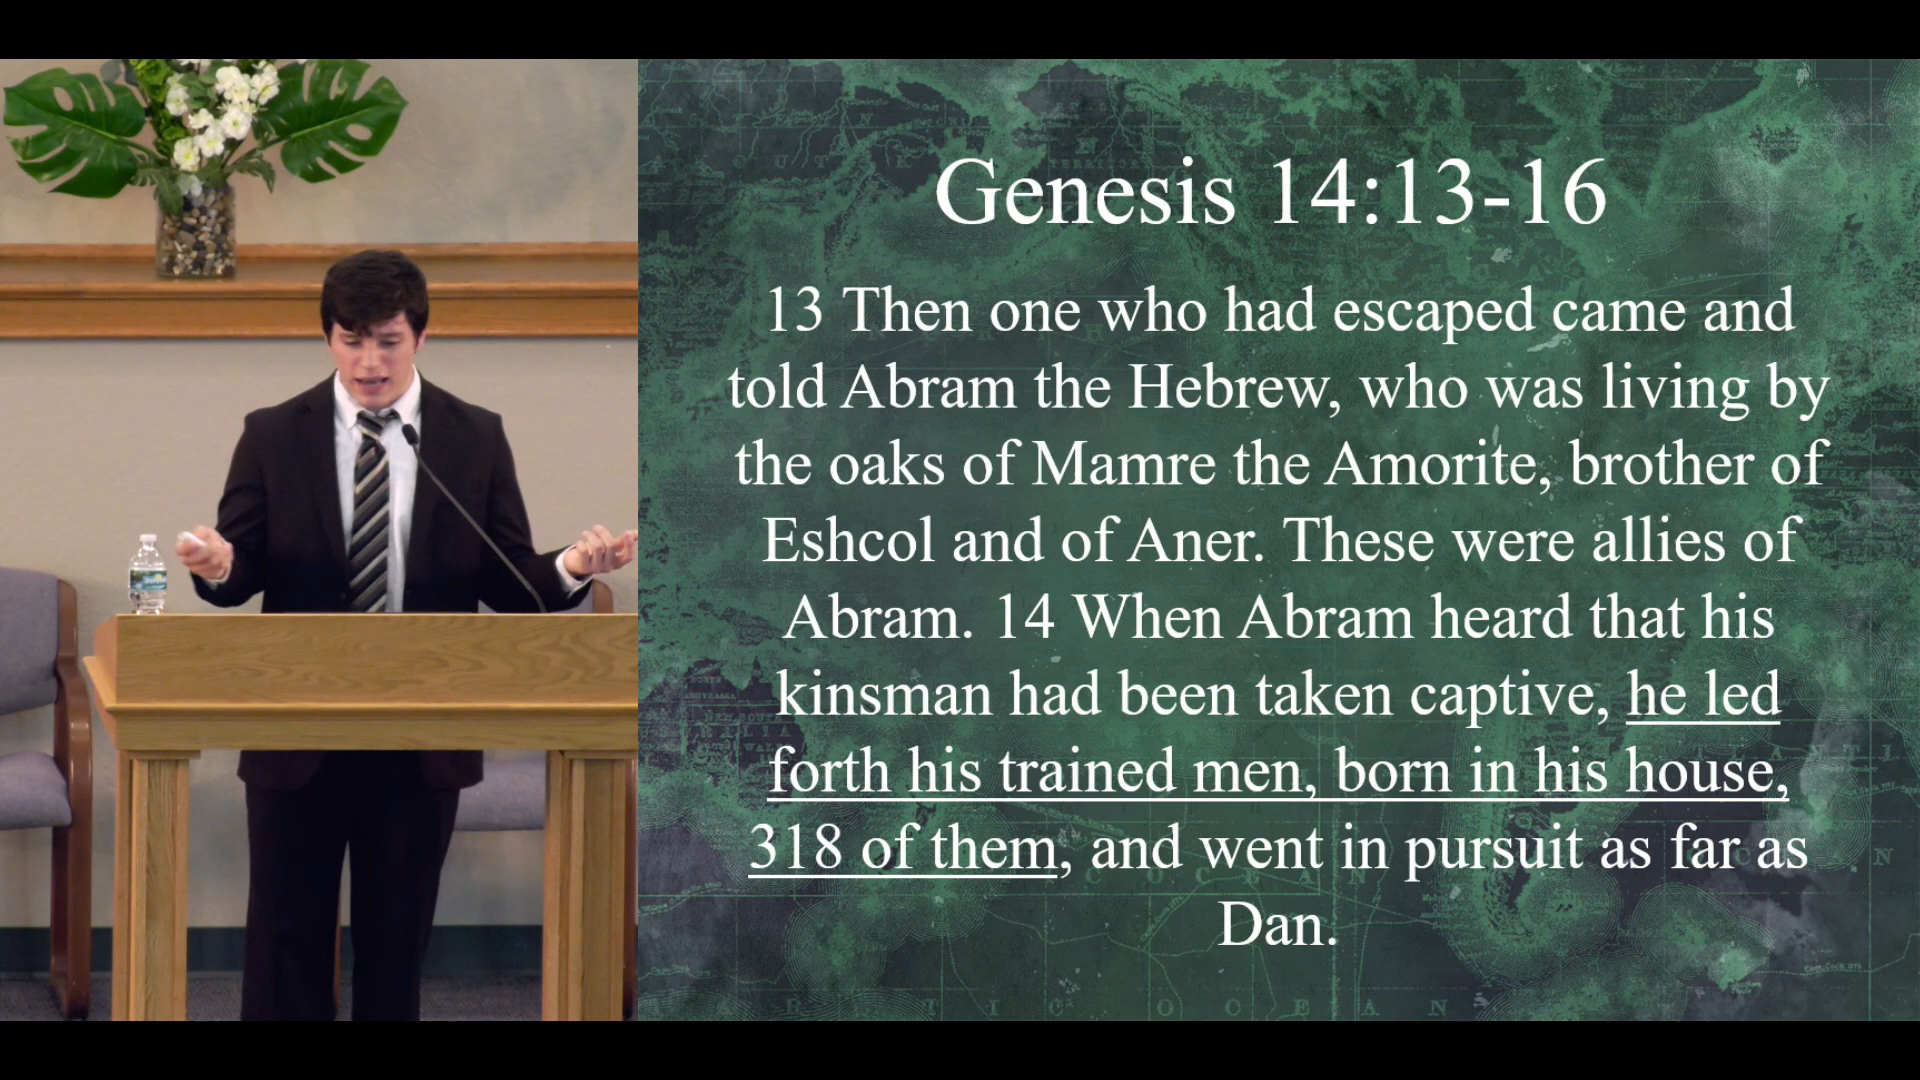 Genesis 14:13-16
13 Then one who had escaped came and
told Abram the Hebrew, who was living by
the oaks of Mamre the Amorite, brother of
Eshcol and of Aner. These were allies of
Abram. 14 When Abram heard that his
kinsman had been taken captive, he led
forth his trained men, born in his house,
318 of them, and went in pursuit as far as
Dan.